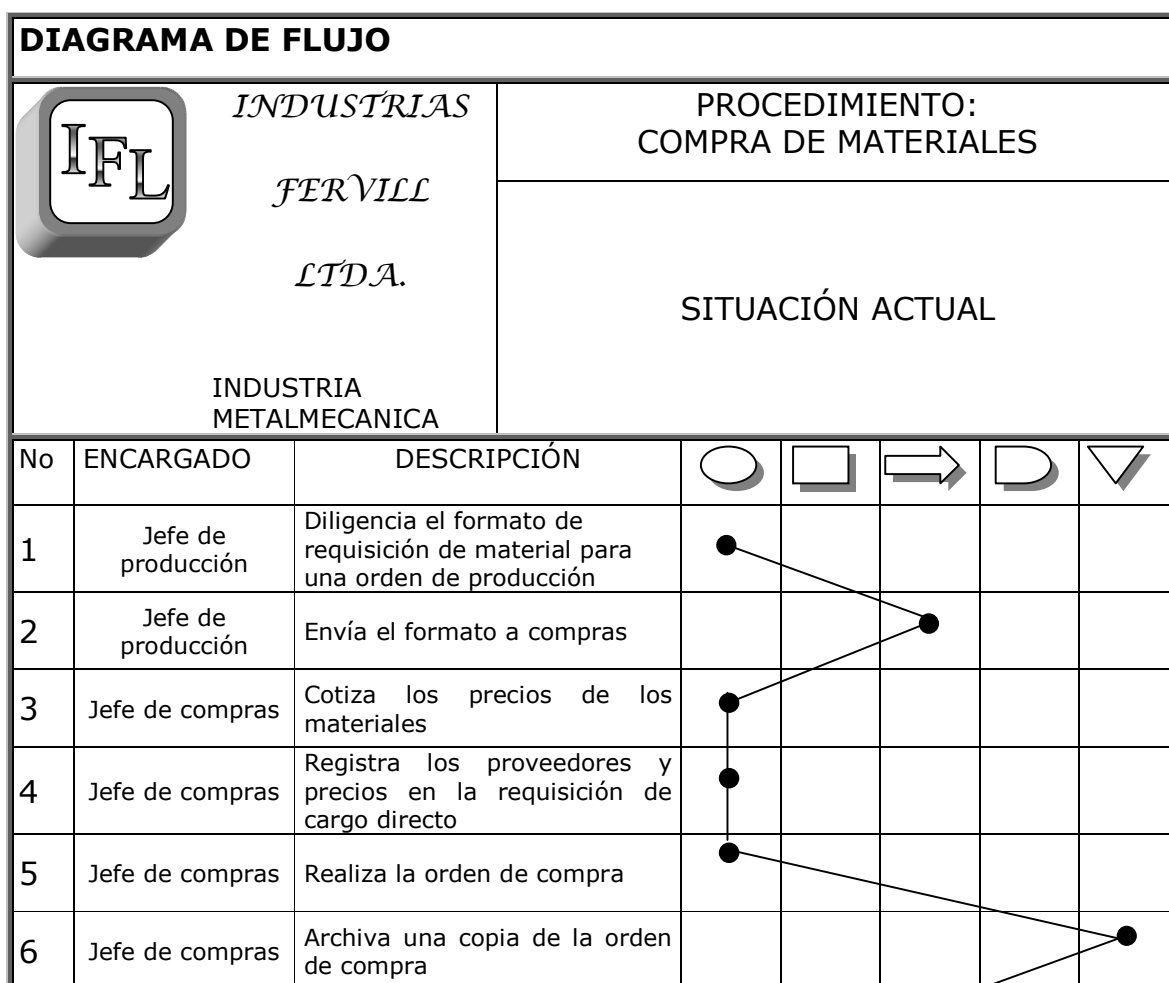 DIAGRAMA DE FLUJO
IFL
INDUSTRIAS
FERVILL
LTDA.
INDUSTRIA
METALMECANICA
PROCEDIMIENTO:
COMPRA DE MATERIALES
SITUACIÓN ACTUAL
No ENCARGADO DESCRIPCIÓN
1 Jefe de
producción
Diligencia el formato de
requisición de material para
una orden de producción
2 Jefe de
producción
Envía el formato a compras
3 Jefe de compras
Cotiza los precios de los
materiales
4 Jefe de compras
Registra los proveedores y
precios en la requisición de
cargo directo
5 Jefe de compras Realiza la orden de compra
6 Jefe de compras
Archiva una copia de la orden
de compra